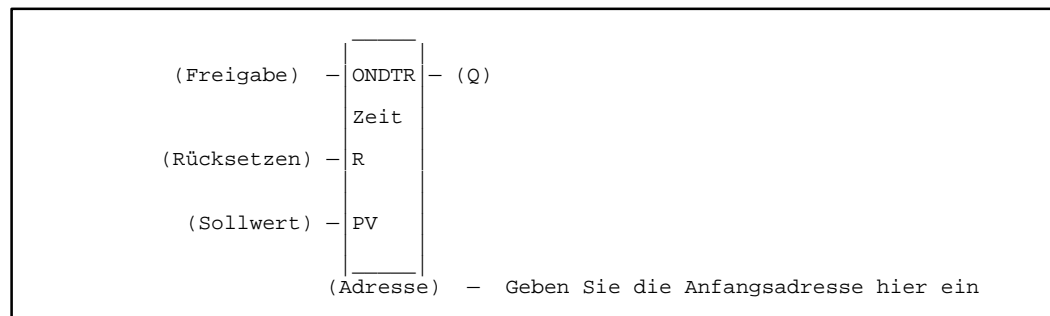 (Freigabe) — ONDTR — (Q)
Zeit
(Rücksetzen) — R
(Sollwert) — PV
(Adresse) — Geben Sie die Anfangsadresse hier ein